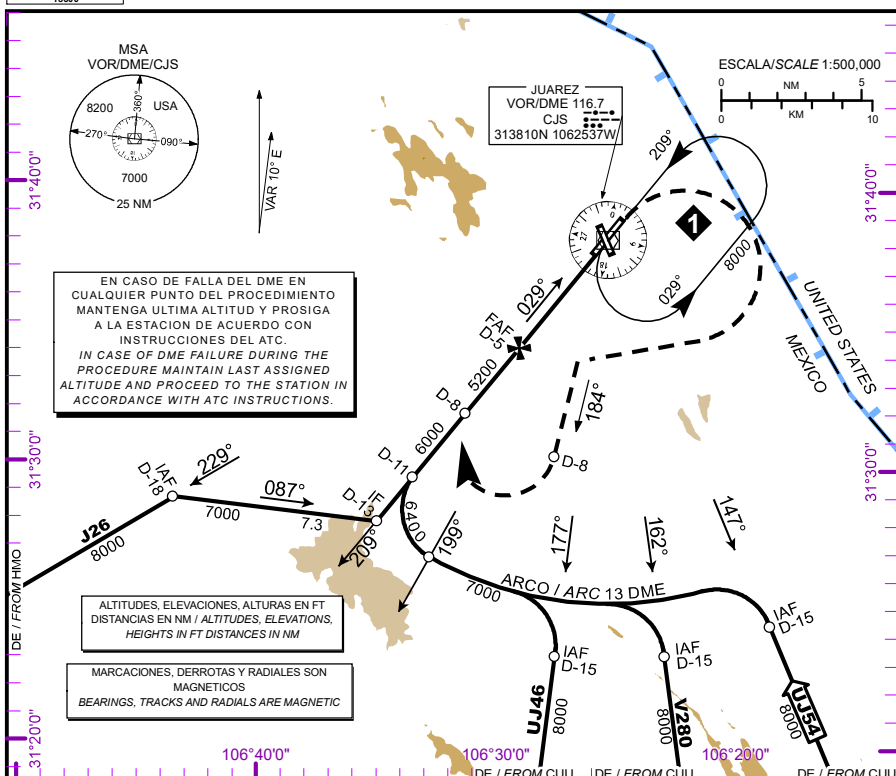 MSA
VOR/DME/CJS
8200
USA
360°
270°
090°
7000
25 NM
VAR 10° E
JUAREZ
VOR/DME 116.7
CJS
313810N 1062537W
ESCALA/SCALE 1:500,000
0 NM 5
0 KM 10
31°40'0"
31°40'0"
209°
0
9
18
27
1
029°
8000
UNITED STATES
MEXICO
EN CASO DE FALLA DEL DME EN
CUALQUIER PUNTO DEL PROCEDIMIENTO
MANTENGA ULTIMA ALTITUD Y PROSIGA
A LA ESTACION DE ACUERDO CON
INSTRUCCIONES DEL ATC.
IN CASE OF DME FAILURE DURING THE
PROCEDURE MAINTAIN LAST ASSIGNED
ALTITUDE AND PROCEED TO THE STATION IN
ACCORDANCE WITH ATC INSTRUCTIONS.
029°
FAF
D-5
5200
D-8
6000
D-11
184°
D-8
31°30'0"
31°30'0"
229°
IAF
D-18
087°
7000
7.3
IF
D-13
209°
6400
199°
177°
162°
147°
J26
8000
DE / FROM HMO
7000
ARCO / ARC 13 DME
IAF
D-15
IAF
D-15
IAF
D-15
ALTITUDES, ELEVACIONES, ALTURAS EN FT
DISTANCIAS EN NM / ALTITUDES, ELEVATIONS,
HEIGHTS IN FT DISTANCES IN NM
MARCACIONES, DERROTAS Y RADIALES SON
MAGNETICOS
BEARINGS, TRACKS AND RADIALS ARE MAGNETIC
UJ46
8000
V280
8000
UJ54
8000
31°20'0"
106°40'0"
106°30'0"
106°20'0"
DE / FROM CUU
DE / FROM CUU
DE / FROM CUU